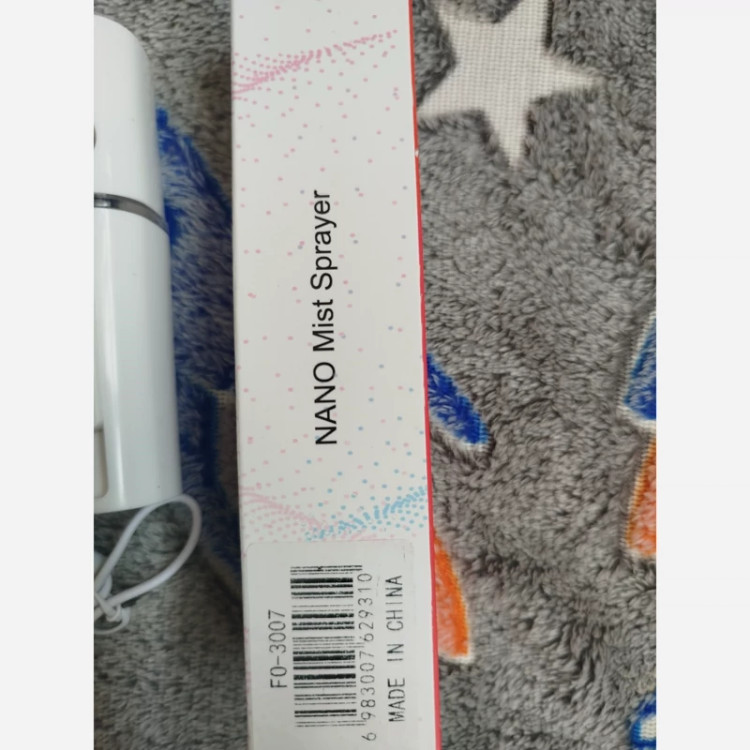 NANO Mist Sprayer
FO-3007
6 983007 629310
MADE IN CHINA